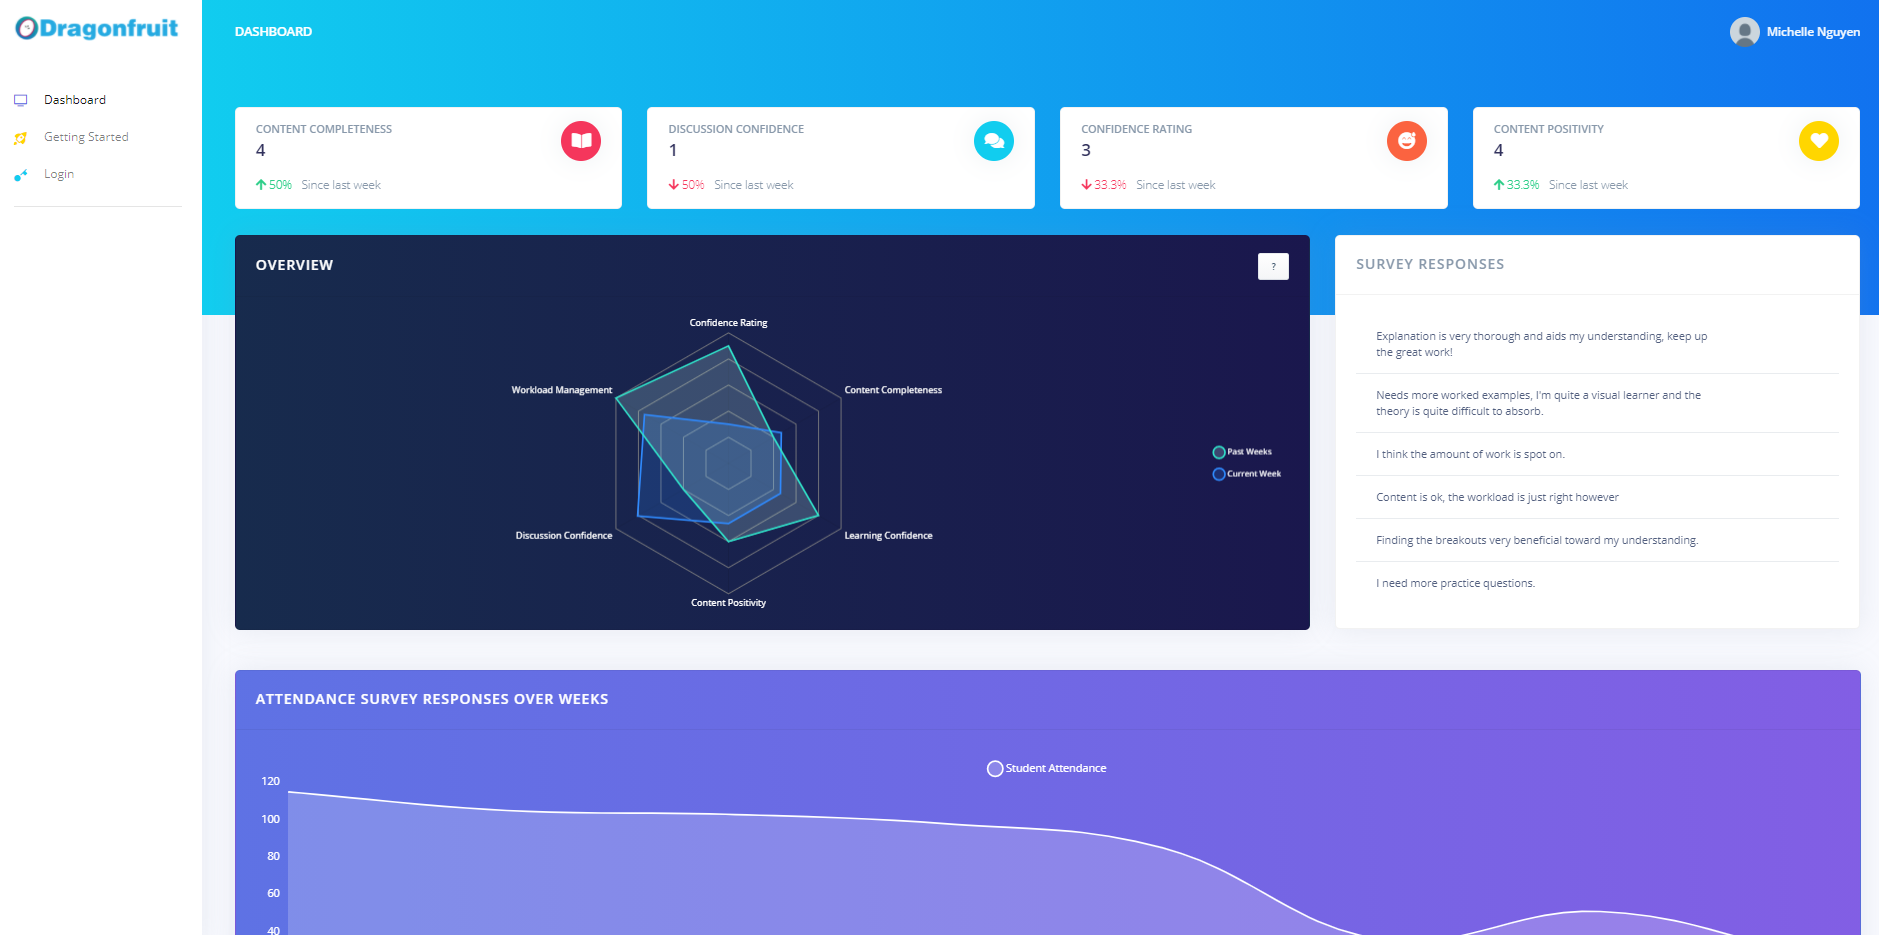 Dragonfruit
Dashboard
Getting Started
Login
DASHBOARD
Michelle Nguyen
CONTENT COMPLETENESS
4
50% Since last week
DISCUSSION CONFIDENCE
1
50% Since last week
CONFIDENCE RATING
3
33.3% Since last week
CONTENT POSITIVITY
4
33.3% Since last week
OVERVIEW
?
Confidence Rating
Workload Management
Content Completeness
Past Weeks
Current Week
Discussion Confidence
Learning Confidence
Content Positivity
SURVEY RESPONSES
Explanation is very thorough and aids my understanding, keep up
the great work!
Needs more worked examples, I'm quite a visual learner and the
theory is quite difficult to absorb.
I think the amount of work is spot on.
Content is ok, the workload is just right however
Finding the breakouts very beneficial toward my understanding.
I need more practice questions.
ATTENDANCE SURVEY RESPONSES OVER WEEKS
Student Attendance
120
100
80
60
40